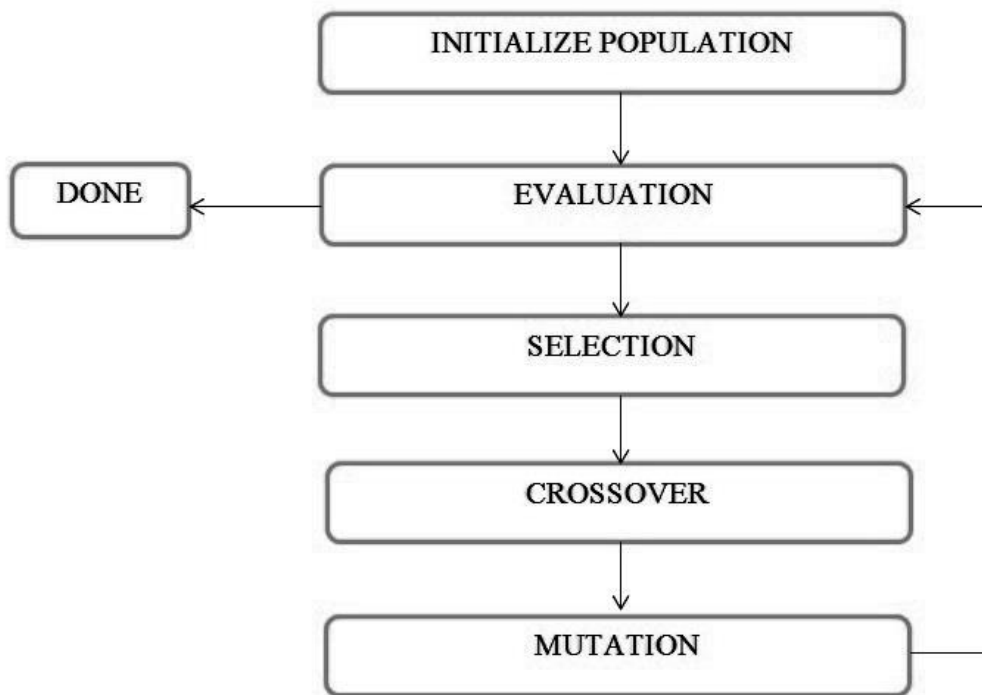 INITIALIZE POPULATION
DONE
EVALUATION
SELECTION
CROSSOVER
MUTATION